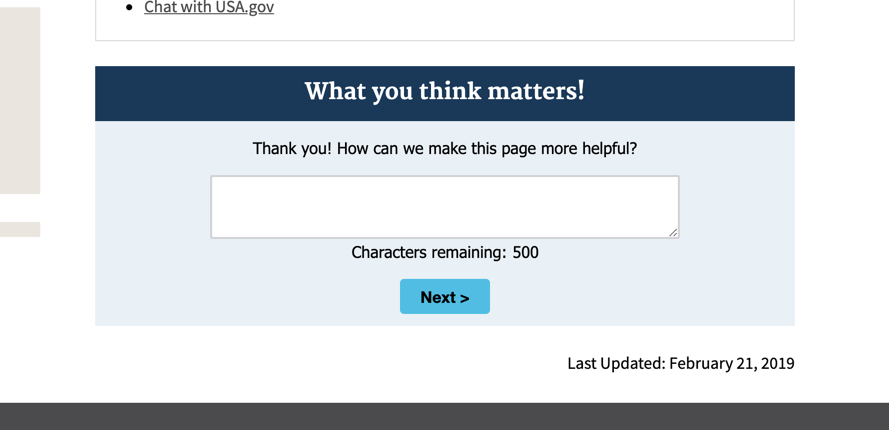 Chat with USA.gov
What you think matters!
Thank you! How can we make this page more helpful?
Characters remaining: 500
Next >
Last Updated: February 21, 2019